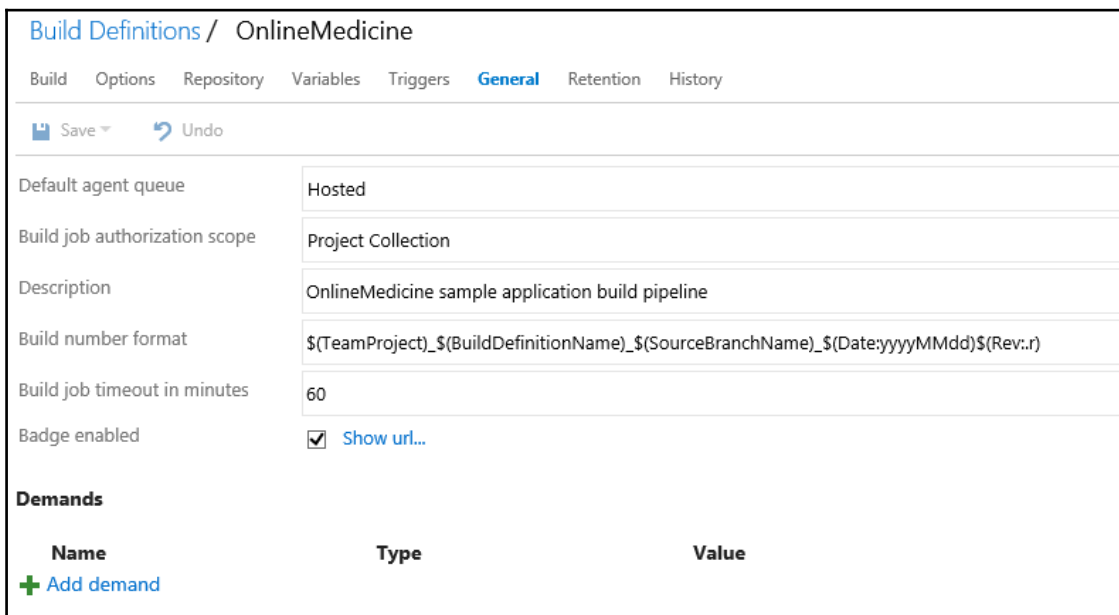 Build Definitions / OnlineMedicine
Build Options Repository Variables Triggers General Retention History
Save Undo
Default agent queue Hosted
Build job authorization scope Project Collection
Description OnlineMedicine sample application build pipeline
Build number format $(TeamProject)_$(BuildDefinitionName)_$(SourceBranchName)_$(Date:yyyyMMdd)$(Rev:.r)
Build job timeout in minutes 60
Badge enabled Show url...
Demands
Name Type Value
Add demand